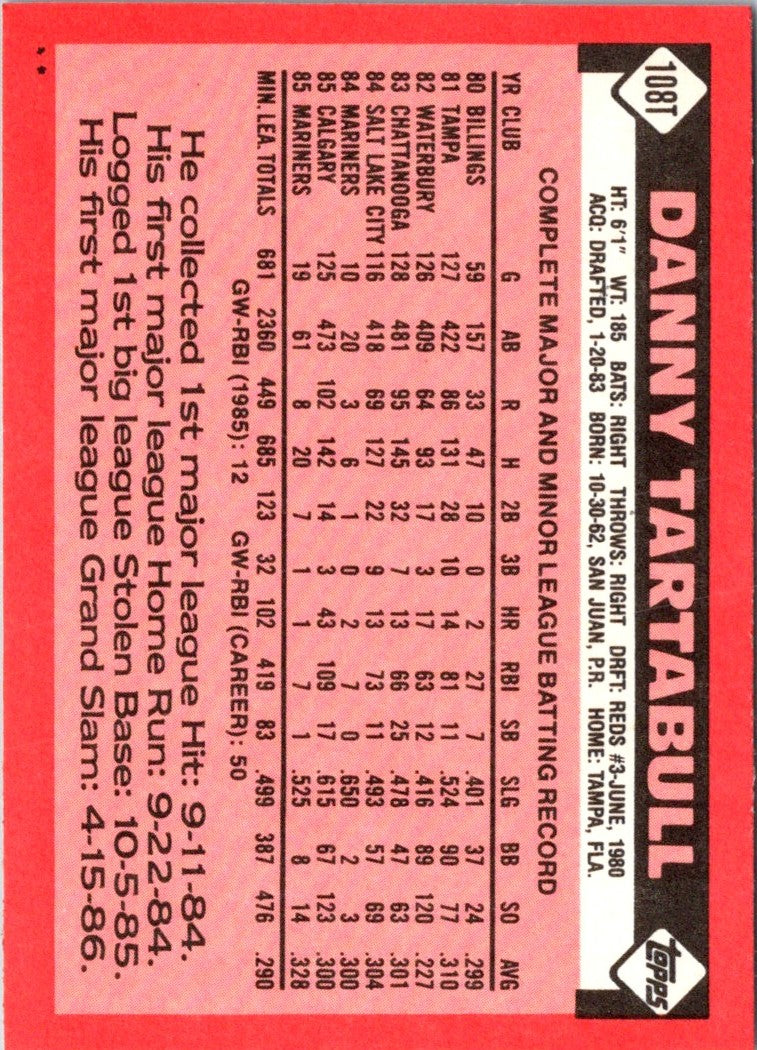 108T
DANNY TARTABULL
topps
HT: 6'1" WT: 185 BATS: RIGHT THROWS: RIGHT DRFT: REDS #3-JUNE, 1980
ACQ: DRAFTED, 1-20-83 BORN: 10-30-62, SAN JUAN, P.R. HOME: TAMPA, FLA.
COMPLETE MAJOR AND MINOR LEAGUE BATTING RECORD
YR CLUB G AB R H 2B 3B HR RBI SB SLG BB SO AVG
80 BILLINGS 59 157 33 47 10 0 2 27 7 .401 37 24 .299
81 TAMPA 127 422 86 131 28 10 14 81 11 .524 90 77 .310
82 WATERBURY 126 409 64 93 17 3 17 63 12 .416 89 120 .227
83 CHATTANOOGA 128 481 95 145 32 7 13 66 25 .478 47 63 .301
84 SALT LAKE CITY 116 418 69 127 22 9 13 73 11 .493 57 69 .304
84 MARINERS 10 20 3 6 1 0 2 7 0 .650 2 3 .300
85 CALGARY 125 473 102 142 14 3 43 109 17 .615 67 123 .300
85 MARINERS 19 61 8 20 7 1 1 7 1 .525 8 14 .328
MIN. LEA. TOTALS 681 2360 449 685 123 32 102 419 83 .499 387 476 .290
GW-RBI (1985): 12 GW-RBI (CAREER): 50
He collected 1st major league Hit: 9-11-84.
His first major league Home Run: 9-22-84.
Logged 1st big league Stolen Base: 10-5-85.
His first major league Grand Slam: 4-15-86.
**